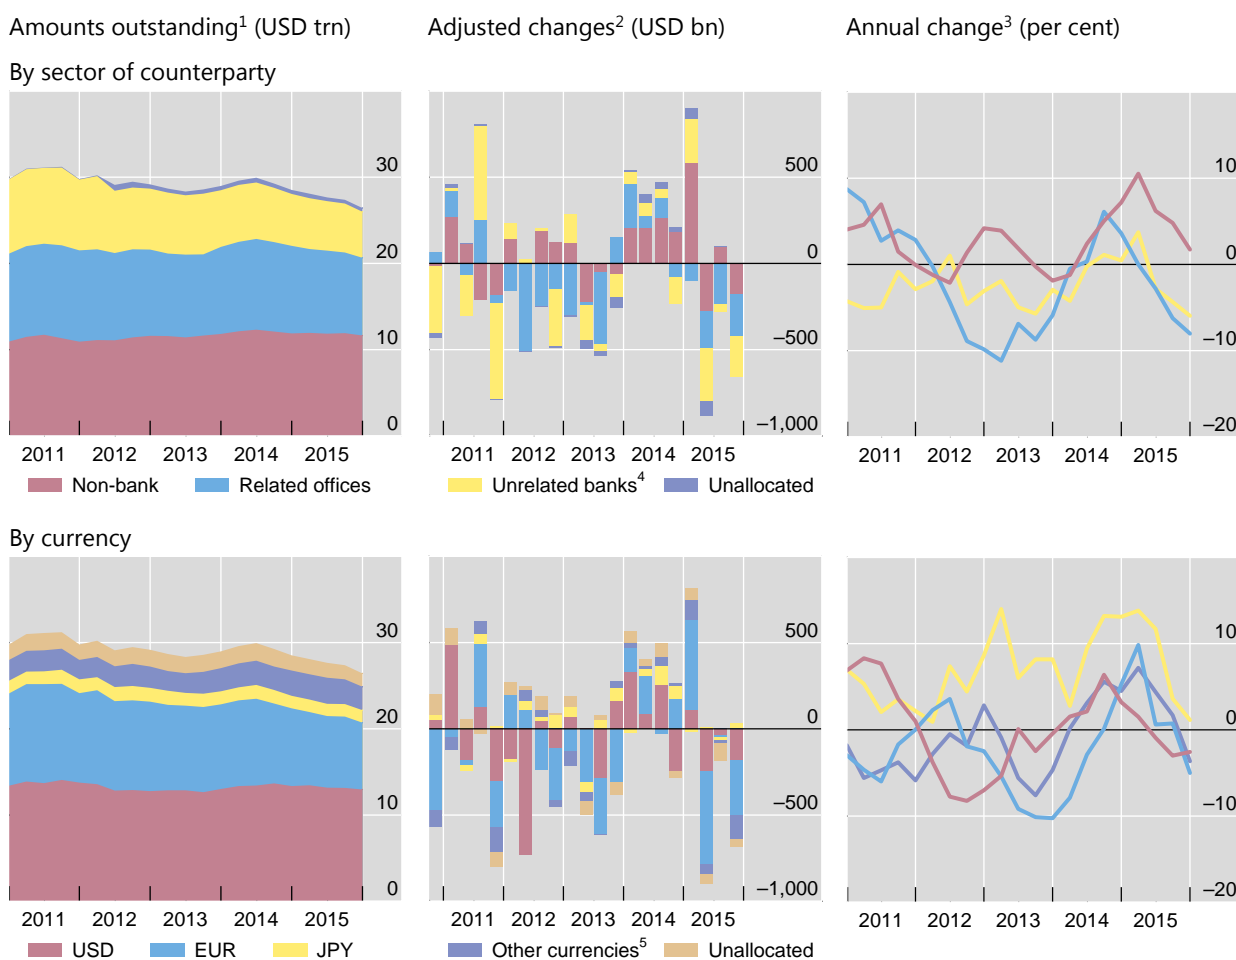 Amounts outstanding1 (USD trn) Adjusted changes2 (USD bn) Annual change3 (per cent)
By sector of counterparty
30 500 10
20 0 0
10 –500 –10
0 –1,000 –20
2011 2012 2013 2014 2015 2011 2012 2013 2014 2015 2011 2012 2013 2014 2015
Non-bank Related offices Unrelated banks4 Unallocated
By currency
30 500 10
20 0 0
10 –500 –10
0 –1,000 –20
2011 2012 2013 2014 2015 2011 2012 2013 2014 2015 2011 2012 2013 2014 2015
USD EUR JPY Other currencies5 Unallocated